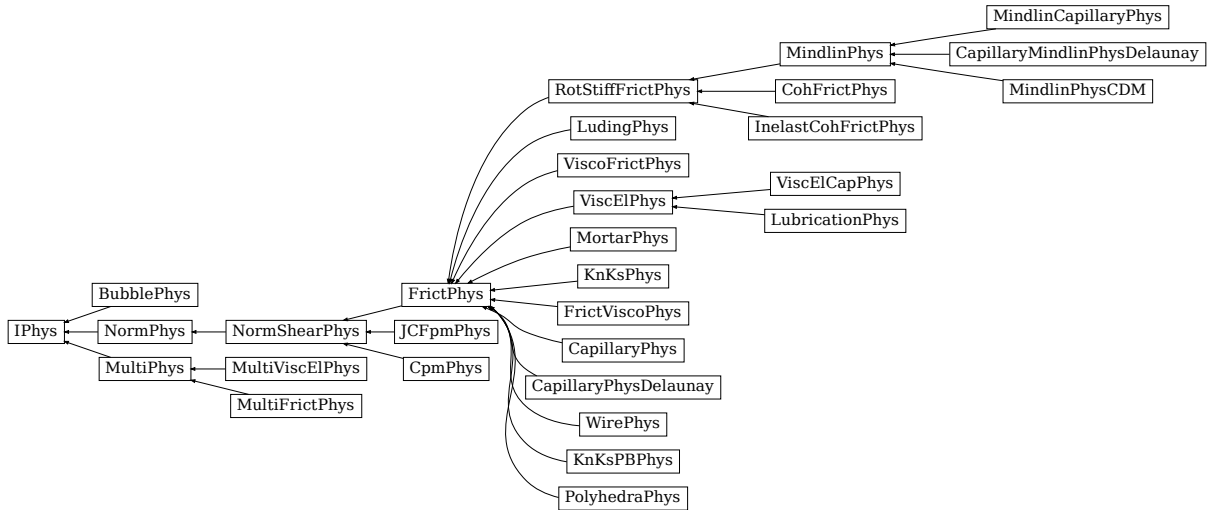 MindlinCapillaryPhys
MindlinPhys
CapillaryMindlinPhysDelaunay
RotStiffFrictPhys
CohFrictPhys
MindlinPhysCDM
LudingPhys
InelastCohFrictPhys
ViscoFrictPhys
ViscElPhys
ViscElCapPhys
LubricationPhys
MortarPhys
KnKsPhys
BubblePhys
FrictPhys
FrictViscoPhys
IPhys
NormPhys
NormShearPhys
JCFpmPhys
CapillaryPhys
MultiPhys
MultiViscElPhys
CpmPhys
CapillaryPhysDelaunay
MultiFrictPhys
WirePhys
KnKsPBPhys
PolyhedraPhys